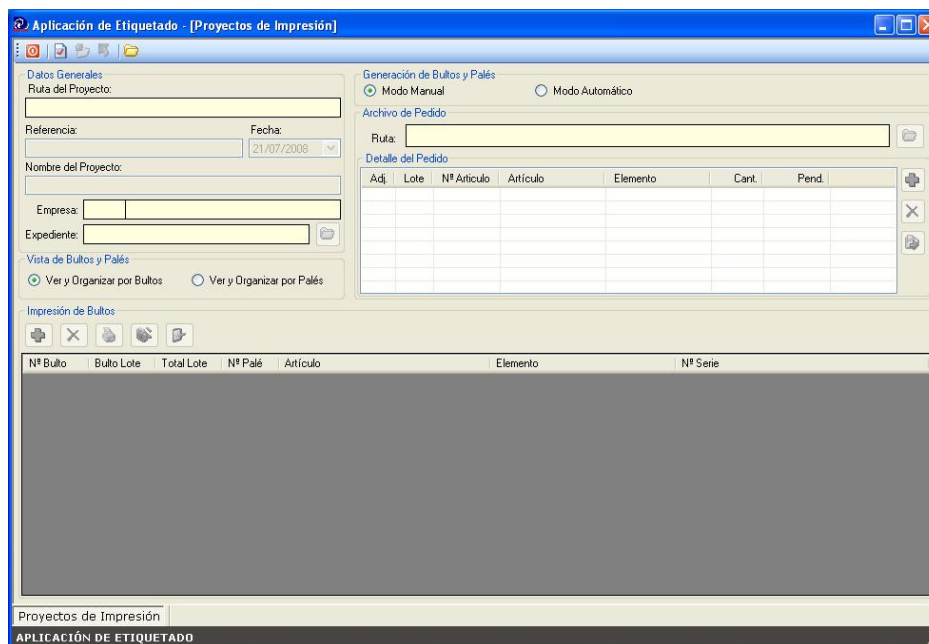 Aplicación de Etiquetado - [Proyectos de Impresión]
Datos Generales
Ruta del Proyecto:
Referencia:
Fecha:
21/07/2008
Nombre del Proyecto:
Empresa:
Expediente:
Vista de Bultos y Palés
Ver y Organizar por Bultos
Ver y Organizar por Palés
Generación de Bultos y Palés
Modo Manual
Modo Automático
Archivo de Pedido
Ruta:
Detalle del Pedido
Adj. Lote Nº Articulo Artículo Elemento Cant. Pend.
Impresión de Bultos
Nº Bulto Bulto Lote Total Lote Nº Palé Artículo Elemento Nº Serie
Proyectos de Impresión
APLICACIÓN DE ETIQUETADO